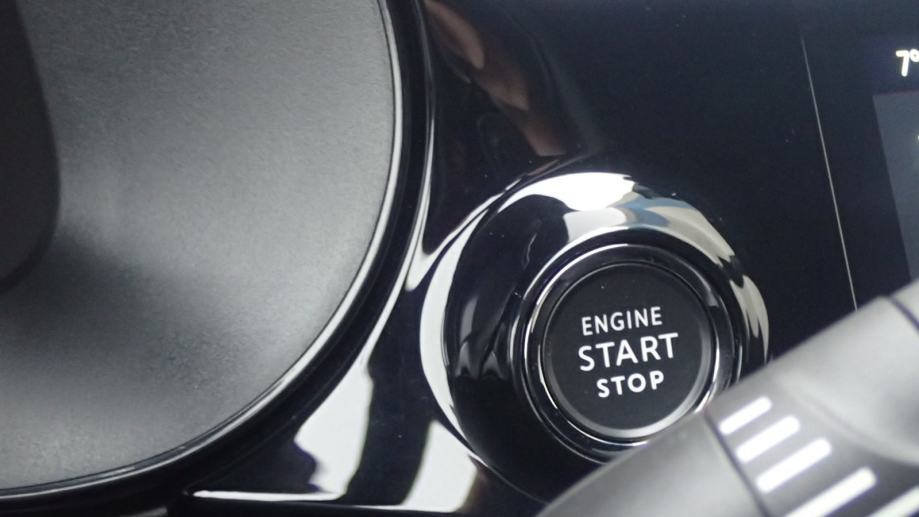 7°
ENGINE
START
STOP